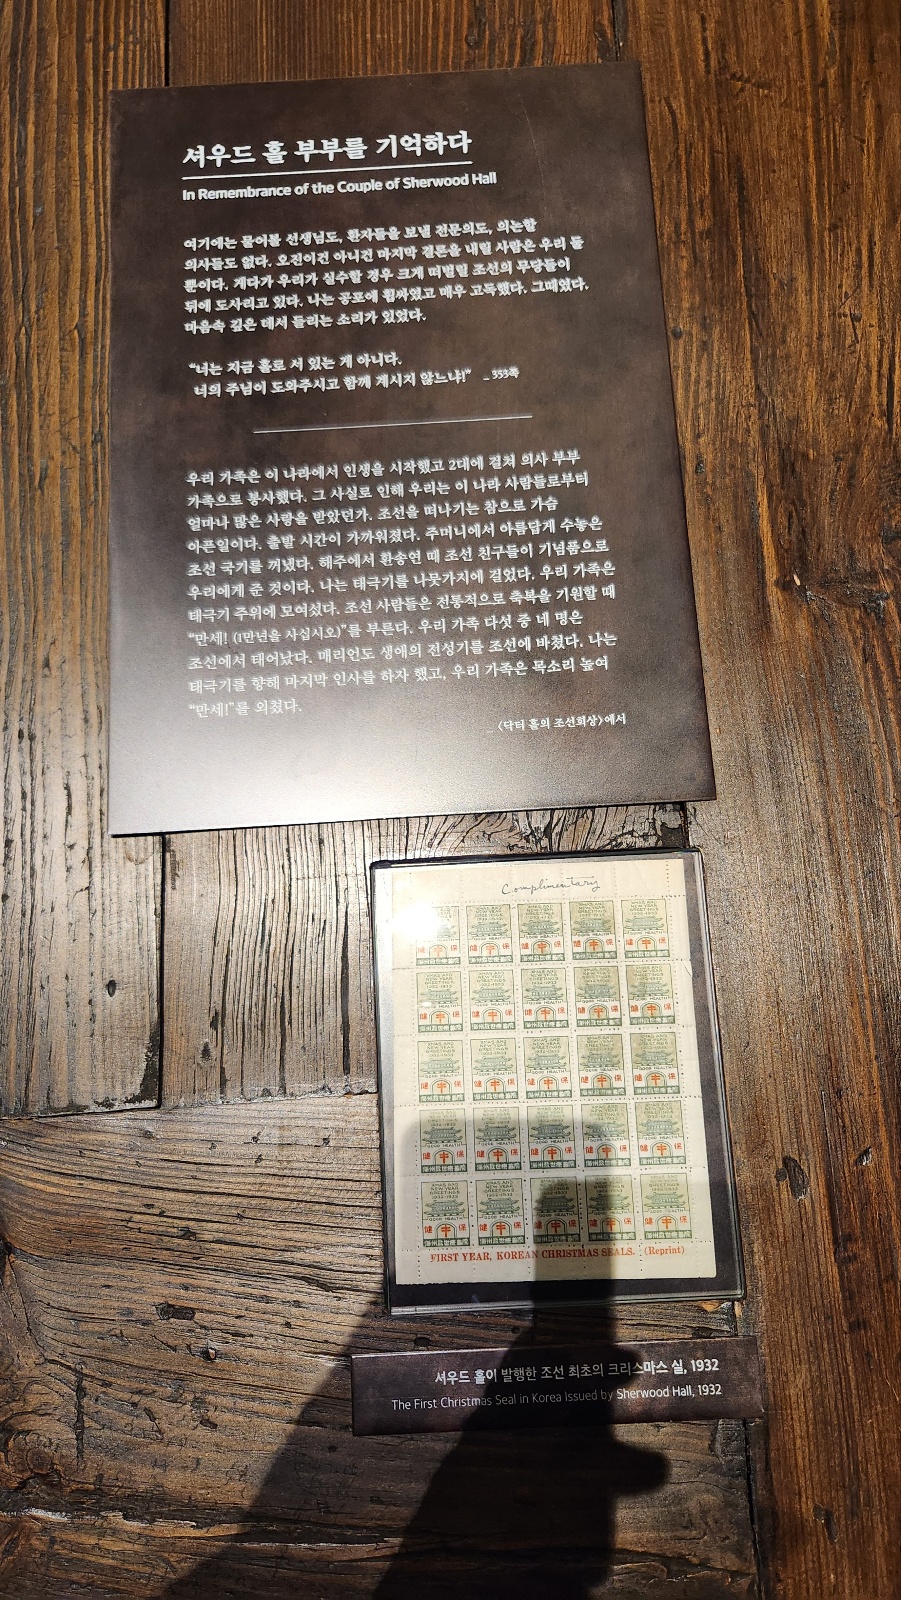 셔우드 홀 부부를 기억하다
In Remembrance of the Couple of Sherwood Hall
여기에는 물어볼 선생님도, 환자들을 보낼 전문의도, 의논할
의사들도 없다. 오진이건 아니건 마지막 결론을 내릴 사람은 우리 둘
뿐이다. 게다가 우리가 실수할 경우 크게 떠벌릴 조선의 무당들이
뒤에 도사리고 있다. 나는 공포에 휩싸였고 매우 고독했다. 그때였다.
마음속 깊은 데서 들리는 소리가 있었다.
“너는 지금 홀로 서 있는 게 아니다.
너의 주님이 도와주시고 함께 계시지 않느냐!” _ 353쪽
우리 가족은 이 나라에서 인생을 시작했고 2대에 걸쳐 의사 부부
가족으로 봉사했다. 그 사실로 인해 우리는 이 나라 사람들로부터
얼마나 많은 사랑을 받았던가. 조선을 떠나기는 참으로 가슴
아픈일이다. 출발 시간이 가까워졌다. 주머니에서 아름답게 수놓은
조선 국기를 꺼냈다. 해주에서 환송연 때 조선 친구들이 기념품으로
우리에게 준 것이다. 나는 태극기를 나뭇가지에 걸었다. 우리 가족은
태극기 주위에 모여섰다. 조선 사람들은 전통적으로 축복을 기원할 때
“만세! (1만년을 사십시오)”를 부른다. 우리 가족 다섯 중 네 명은
조선에서 태어났다. 매리언도 생애의 전성기를 조선에 바쳤다. 나는
태극기를 향해 마지막 인사를 하자 했고, 우리 가족은 목소리 높여
“만세!”를 외쳤다.
_〈닥터 홀의 조선회상〉에서
Complimentary
XMAS AND
NEW YEAR
GREETINGS
1932-1933
GOOD HEALTH
健 保
海州救世療養院
FIRST YEAR, KOREAN CHRISTMAS SEALS. (Reprint)
셔우드 홀이 발행한 조선 최초의 크리스마스 실, 1932
The First Christmas Seal in Korea Issued by Sherwood Hall, 1932